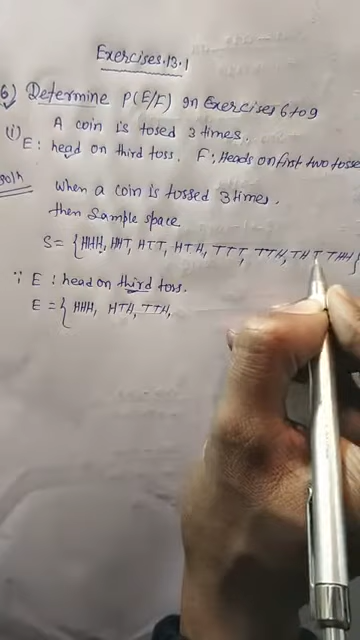 Exercises.13.1
6) Determine P(E/F) In Exercises 6 to 9
(i) A coin is tosed 3 times.
E: head on third toss. F: Heads on first two tosse
Soln When a coin is tossed 3 times.
then Sample space
S = {HHH, HHT, HTT, HTH, TTT, TTH, THT THH}
∵ E : head on third toss.
E = {HHH, HTH, TTH,